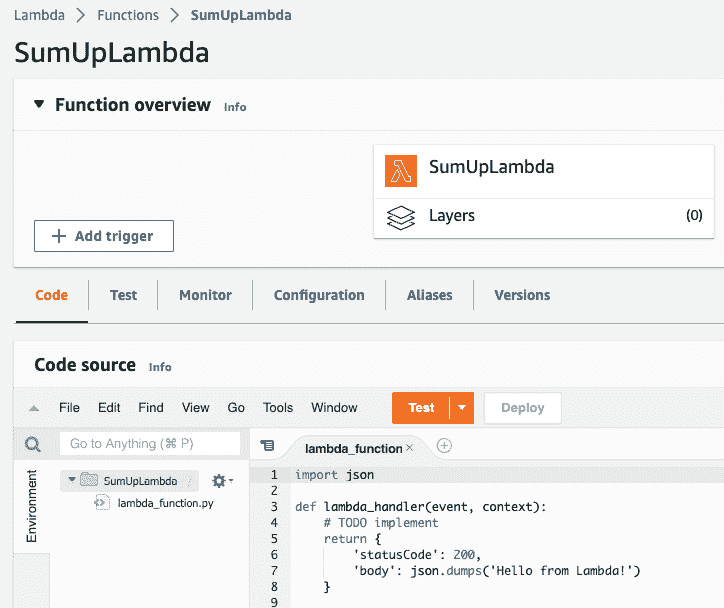 Lambda > Functions > SumUpLambda
SumUpLambda
Function overview Info
SumUpLambda
Layers (0)
+ Add trigger
Code Test Monitor Configuration Aliases Versions
Code source Info
File Edit Find View Go Tools Window Test Deploy
Go to Anything (⌘ P) lambda_function ×
Environment
SumUpLambda /
lambda_function.py
1 import json
2
3 def lambda_handler(event, context):
4     # TODO implement
5     return {
6         'statusCode': 200,
7         'body': json.dumps('Hello from Lambda!')
8     }
9